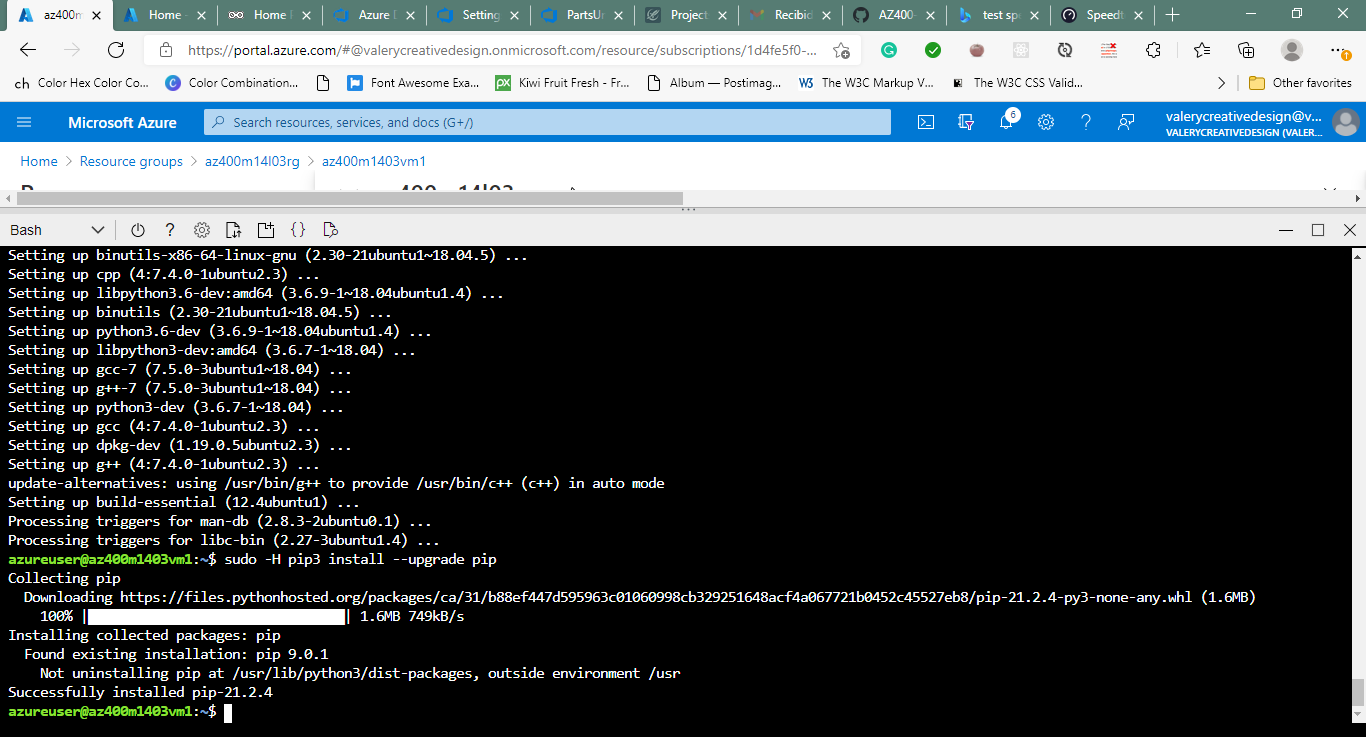 az400m
Home -
Home
Azure D
Setting
PartsUn
Project
Recibid
AZ400-
test spe
Speedt
https://portal.azure.com/#@valerycreativedesign.onmicrosoft.com/resource/subscriptions/1d4fe5f0-...
ch Color Hex Color Co...
Color Combination...
Font Awesome Exa...
px Kiwi Fruit Fresh - Fr...
Album — Postimag...
W3 The W3C Markup V...
The W3C CSS Valid...
Other favorites
Microsoft Azure
Search resources, services, and docs (G+/)
6
valerycreativedesign@v...
VALERYCREATIVEDESIGN (VALER...
Home > Resource groups > az400m14l03rg > az400m1403vm1
Bash
Setting up binutils-x86-64-linux-gnu (2.30-21ubuntu1~18.04.5) ...
Setting up cpp (4:7.4.0-1ubuntu2.3) ...
Setting up libpython3.6-dev:amd64 (3.6.9-1~18.04ubuntu1.4) ...
Setting up binutils (2.30-21ubuntu1~18.04.5) ...
Setting up python3.6-dev (3.6.9-1~18.04ubuntu1.4) ...
Setting up libpython3-dev:amd64 (3.6.7-1~18.04) ...
Setting up gcc-7 (7.5.0-3ubuntu1~18.04) ...
Setting up g++-7 (7.5.0-3ubuntu1~18.04) ...
Setting up python3-dev (3.6.7-1~18.04) ...
Setting up gcc (4:7.4.0-1ubuntu2.3) ...
Setting up dpkg-dev (1.19.0.5ubuntu2.3) ...
Setting up g++ (4:7.4.0-1ubuntu2.3) ...
update-alternatives: using /usr/bin/g++ to provide /usr/bin/c++ (c++) in auto mode
Setting up build-essential (12.4ubuntu1) ...
Processing triggers for man-db (2.8.3-2ubuntu0.1) ...
Processing triggers for libc-bin (2.27-3ubuntu1.4) ...
azureuser@az400m1403vm1:~$ sudo -H pip3 install --upgrade pip
Collecting pip
Downloading https://files.pythonhosted.org/packages/ca/31/b88ef447d595963c01060998cb329251648acf4a067721b0452c45527eb8/pip-21.2.4-py3-none-any.whl (1.6MB)
100% | | 1.6MB 749kB/s
Installing collected packages: pip
Found existing installation: pip 9.0.1
Not uninstalling pip at /usr/lib/python3/dist-packages, outside environment /usr
Successfully installed pip-21.2.4
azureuser@az400m1403vm1:~$